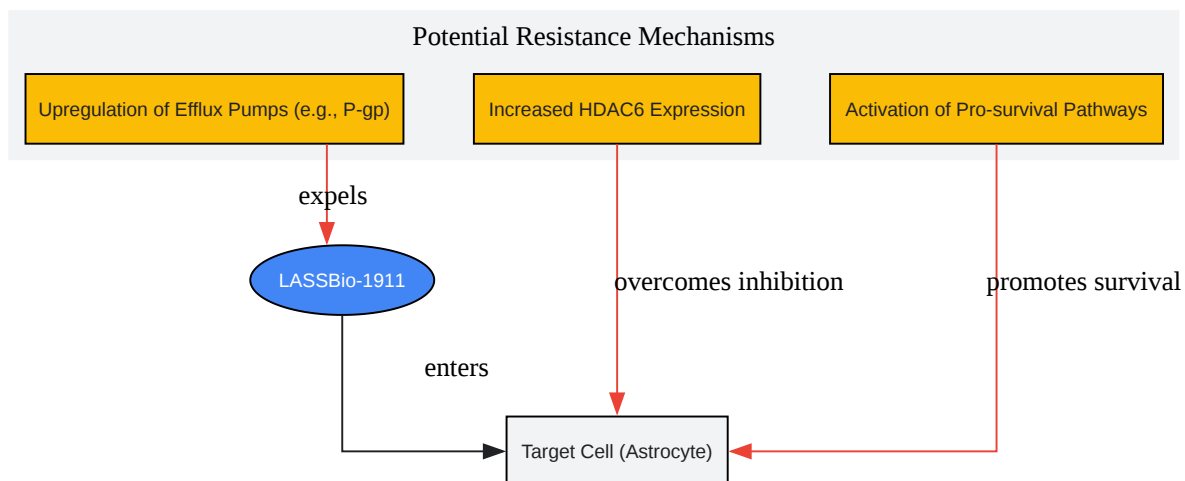 Potential Resistance Mechanisms
Upregulation of Efflux Pumps (e.g., P-gp)
Increased HDAC6 Expression
Activation of Pro-survival Pathways
expels
LASSBio-1911
overcomes inhibition
promotes survival
enters
Target Cell (Astrocyte)